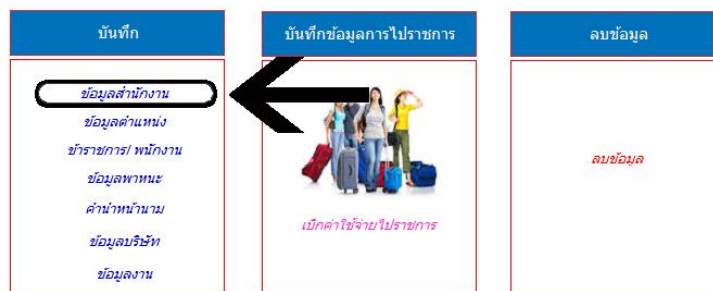 บันทึก
ข้อมูลสำนักงาน
ข้อมูลตำแหน่ง
ข้าราชการ/ พนักงาน
ข้อมูลพาหนะ
คำนำหน้านาม
ข้อมูลบริษัท
ข้อมูลงาน
บันทึกข้อมูลการไปราชการ
เบิกค่าใช้จ่ายไปราชการ
ลบข้อมูล
ลบข้อมูล